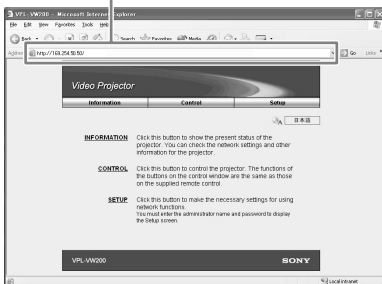 VPL-VW200 - Microsoft Internet Explorer
File Edit View Favorites Tools Help
Back Search Favorites Media
Address http://169.254.50.50/ Go Links
Video Projector
Information Control Setup
日本語
INFORMATION Click this button to show the present status of the
projector. You can check the network settings and other
information for the projector.
CONTROL Click this button to control the projector. The functions of
the buttons on the control window are the same as those
on the supplied remote control.
SETUP Click this button to make the necessary settings for using
network functions.
You must enter the administrator name and password to display
the Setup screen.
VPL-VW200 SONY
Local intranet